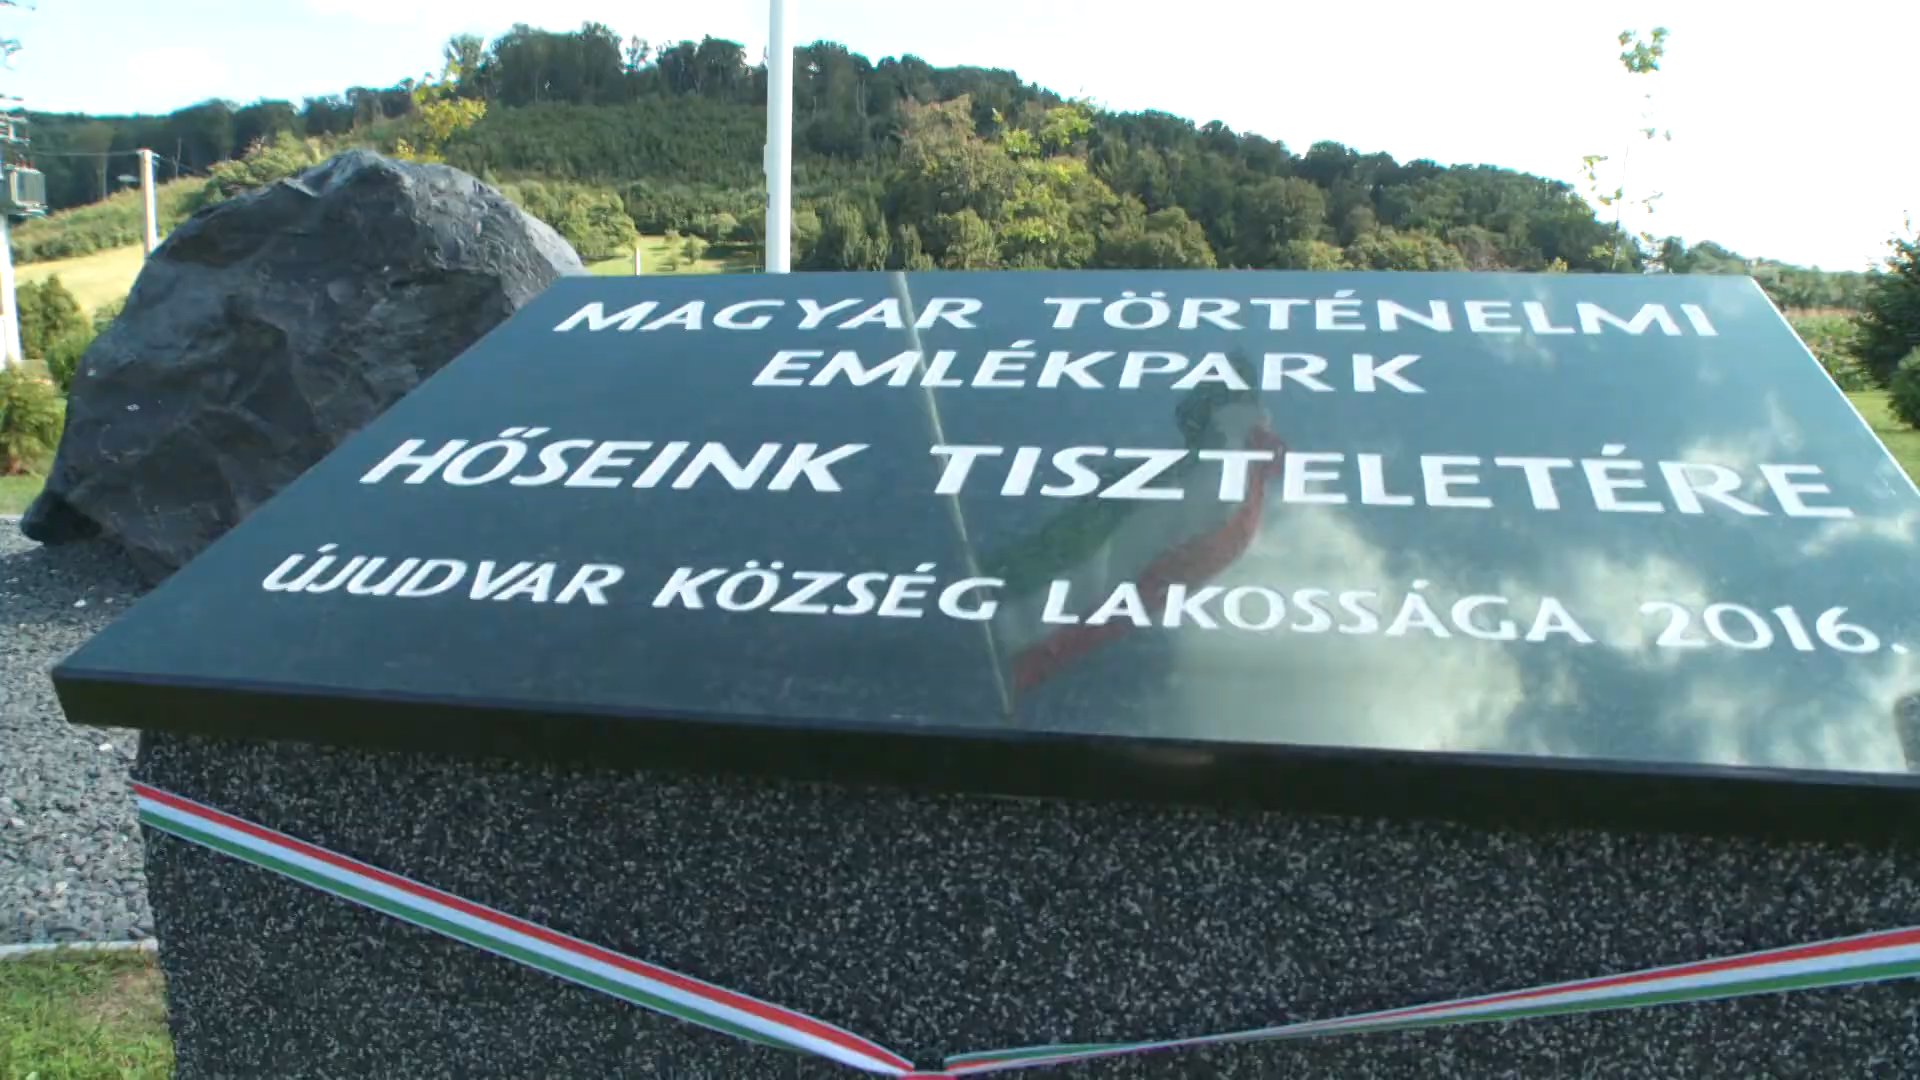 MAGYAR TÖRTÉNELMI
EMLÉKPARK
HŐSEINK TISZTELETÉRE
ÚJUDVAR KÖZSÉG LAKOSSÁGA 2016.